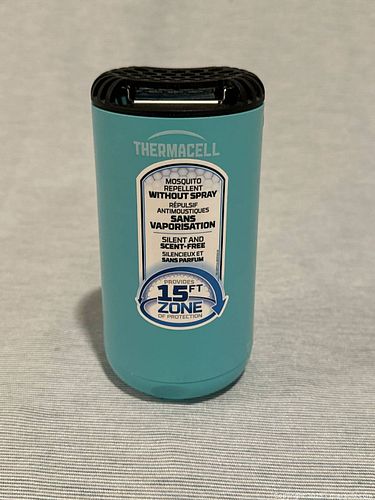 THERMACELL
MOSQUITO
REPELLENT
WITHOUT SPRAY
RÉPULSIF
ANTIMOUSTIQUES
SANS
VAPORISATION
SILENT AND
SCENT-FREE
SILENCIEUX ET
SANS PARFUM
PROVIDES
15FT
ZONE
OF PROTECTION